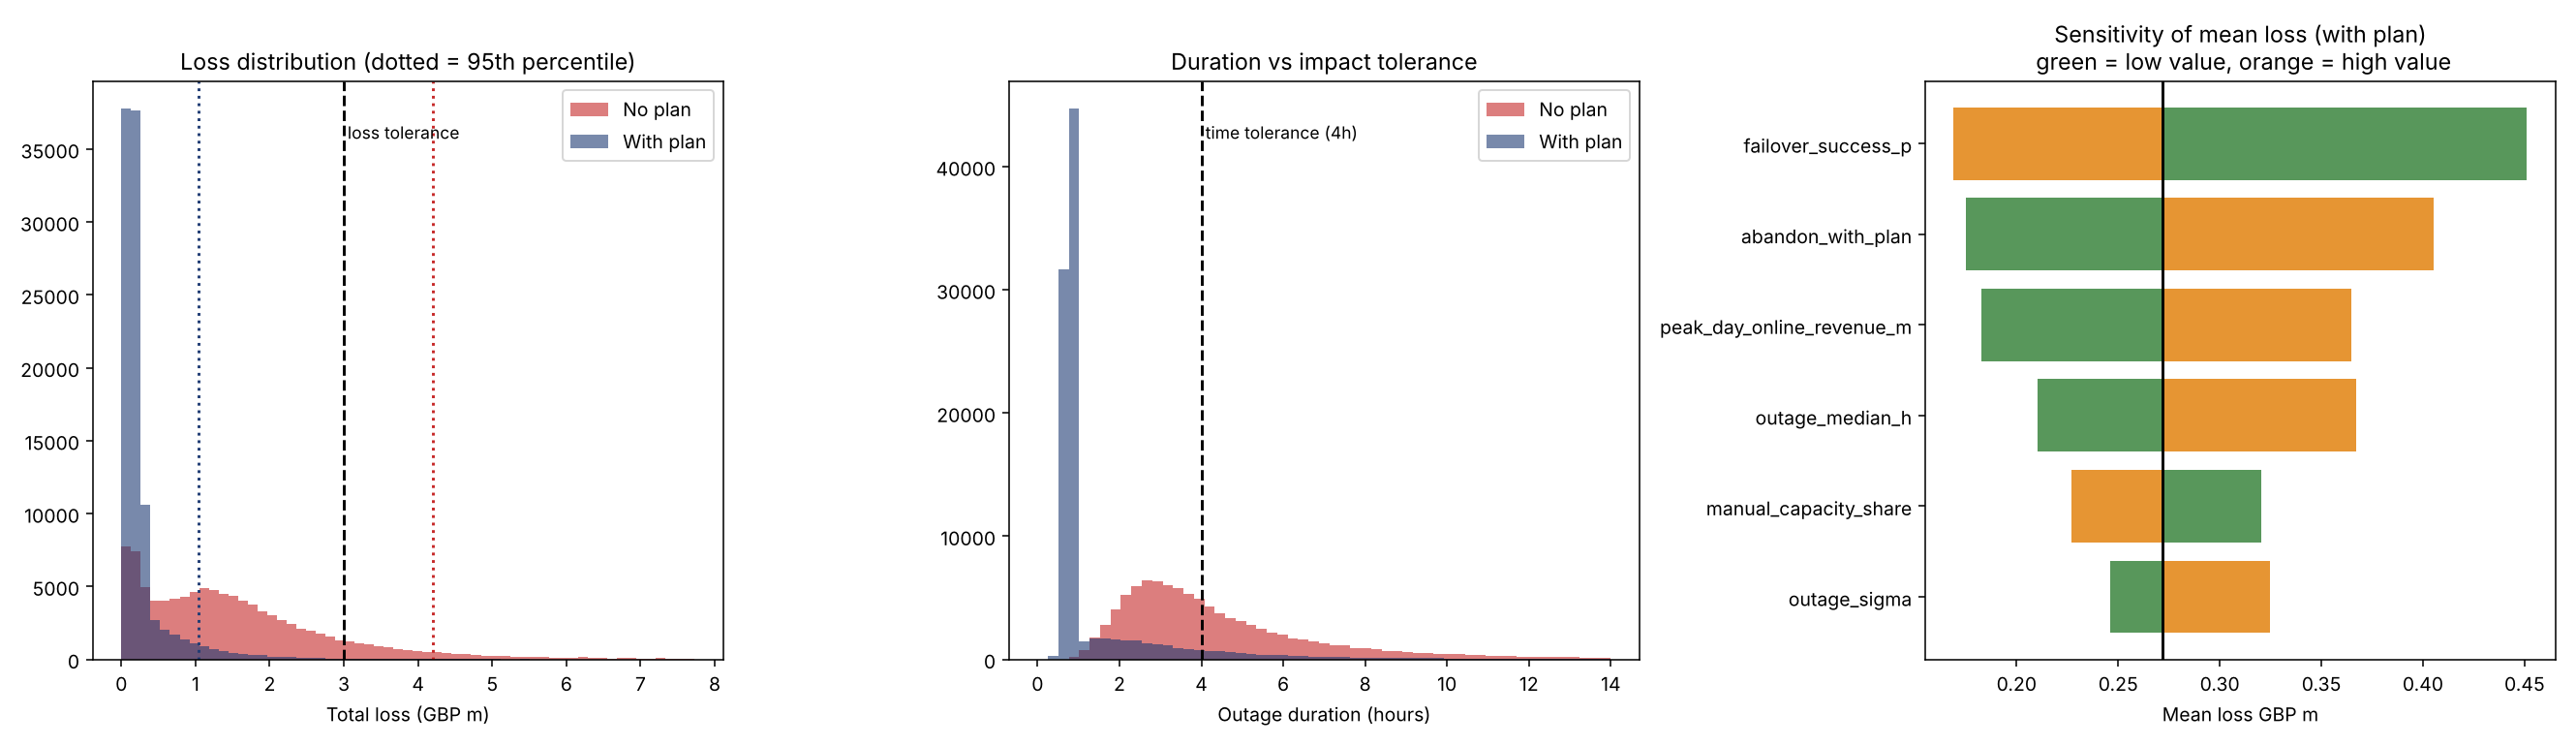 Loss distribution (dotted = 95th percentile)
No plan
With plan
loss tolerance
35000
30000
25000
20000
15000
10000
5000
0
0 1 2 3 4 5 6 7 8
Total loss (GBP m)
Duration vs impact tolerance
No plan
With plan
time tolerance (4h)
40000
30000
20000
10000
0
0 2 4 6 8 10 12 14
Outage duration (hours)
Sensitivity of mean loss (with plan)
green = low value, orange = high value
failover_success_p
abandon_with_plan
peak_day_online_revenue_m
outage_median_h
manual_capacity_share
outage_sigma
0.20 0.25 0.30 0.35 0.40 0.45
Mean loss GBP m